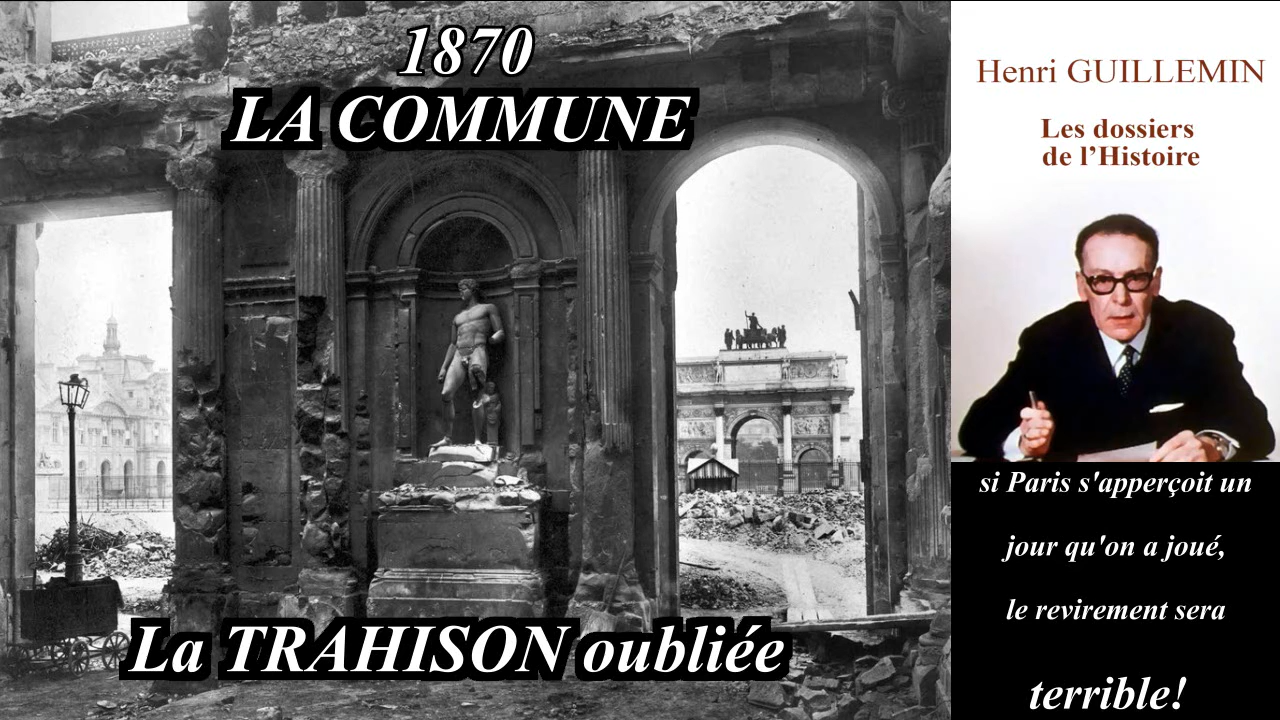 1870
LA COMMUNE
La TRAHISON oubliée
Henri GUILLEMIN
Les dossiers
de l’Histoire
si Paris s'apperçoit un
jour qu'on a joué,
le revirement sera
terrible!